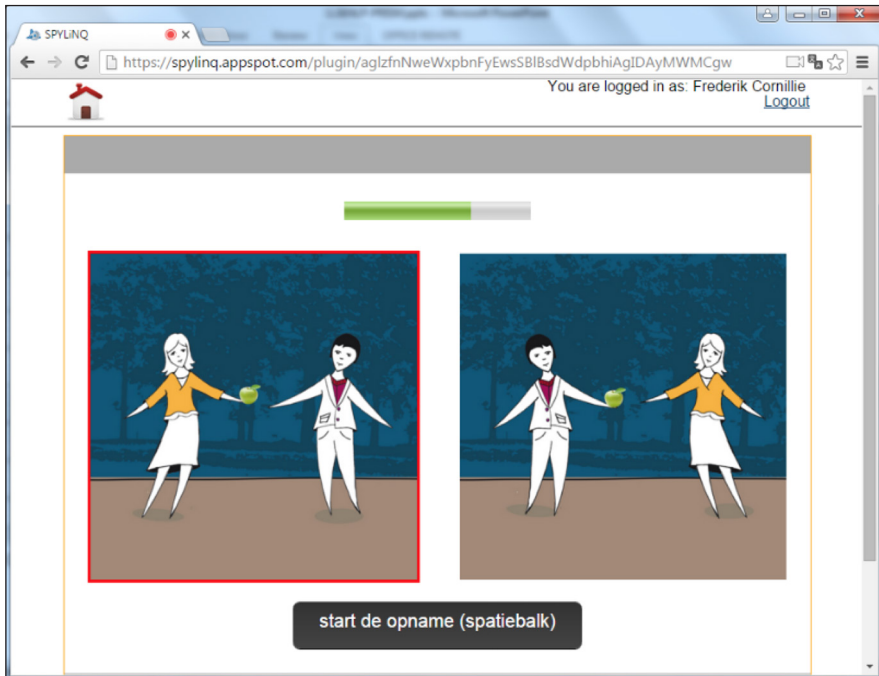 SPYLiNQ
https://spylinq.appspot.com/plugin/aglzfnNweWxpbnFyEwsSBlBsdWdpbhiAgIDAyMWMCgw
You are logged in as: Frederik Cornillie
Logout
start de opname (spatiebalk)